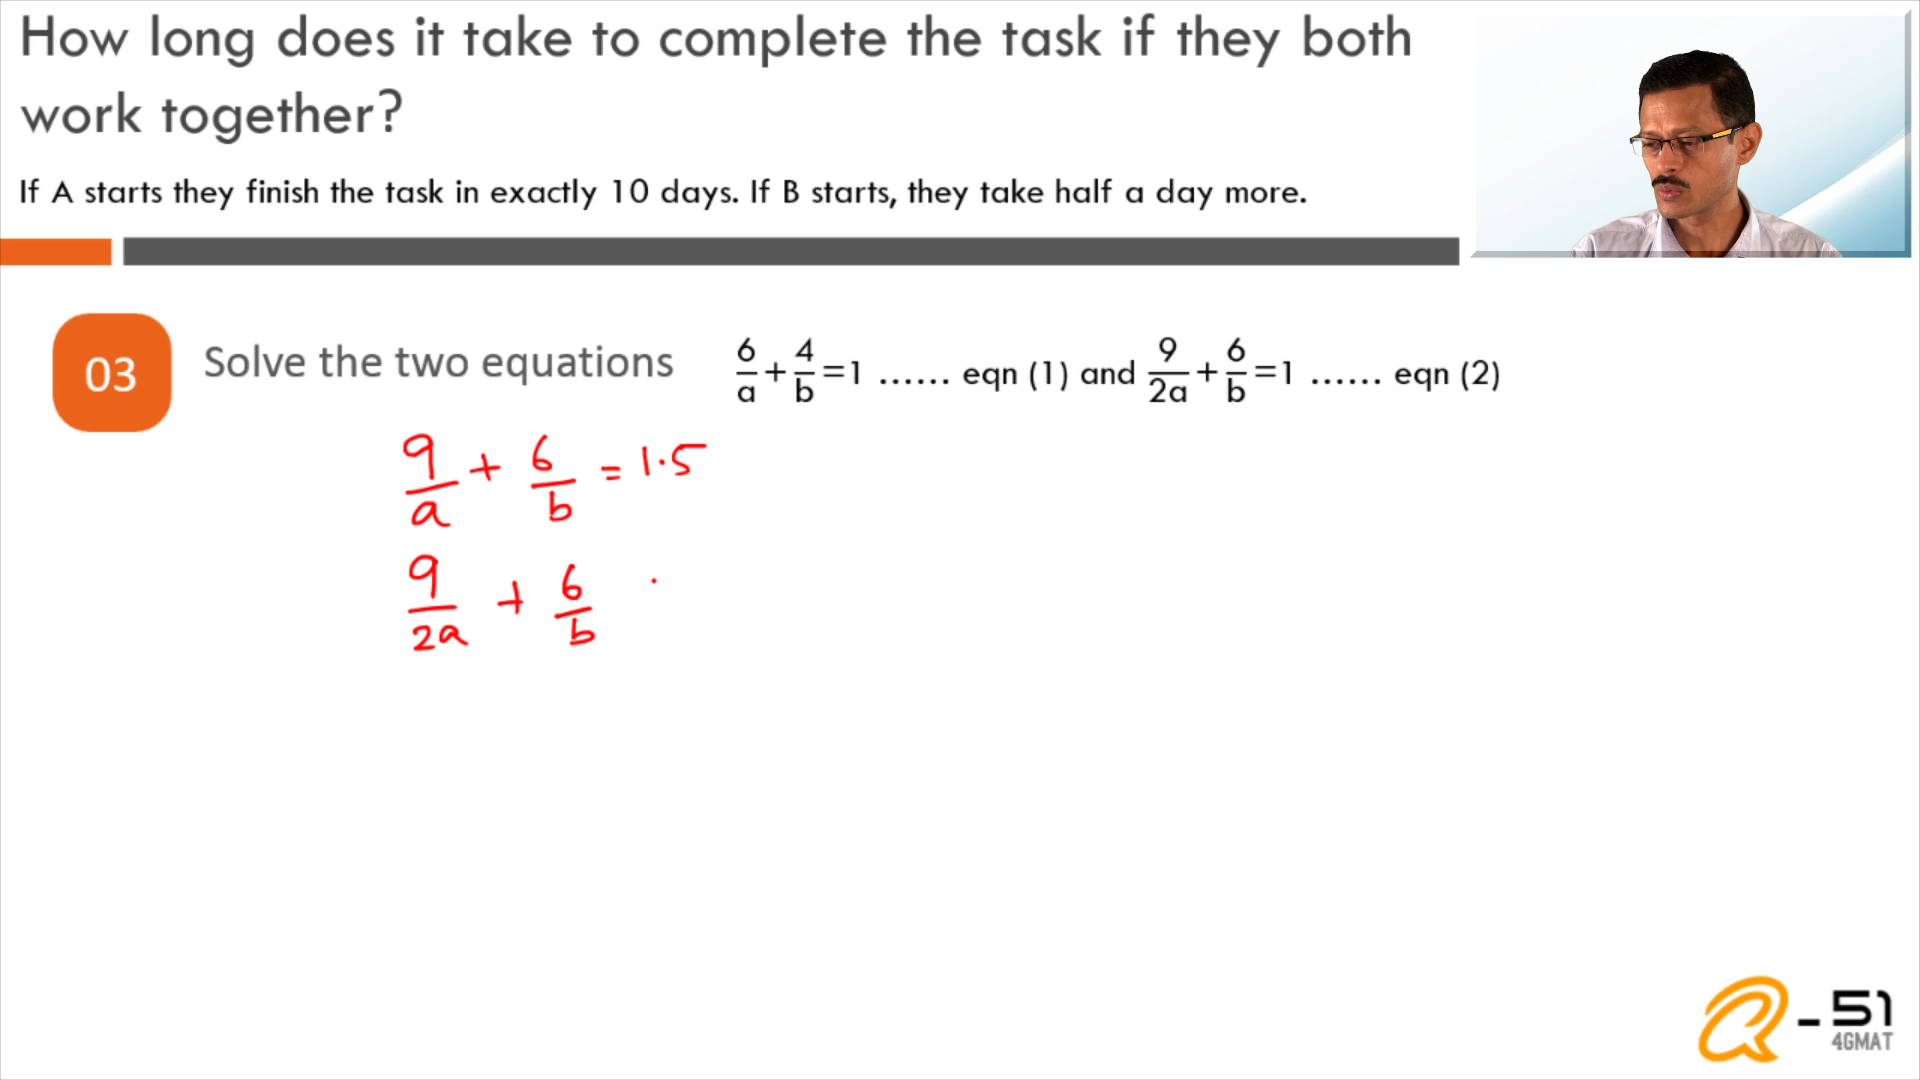 How long does it take to complete the task if they both
work together?
If A starts they finish the task in exactly 10 days. If B starts, they take half a day more.
03
Solve the two equations 6/a + 4/b = 1 ...... eqn (1) and 9/2a + 6/b = 1 ...... eqn (2)
9/a + 6/b = 1.5
9/2a + 6/b
Q-51
4GMAT